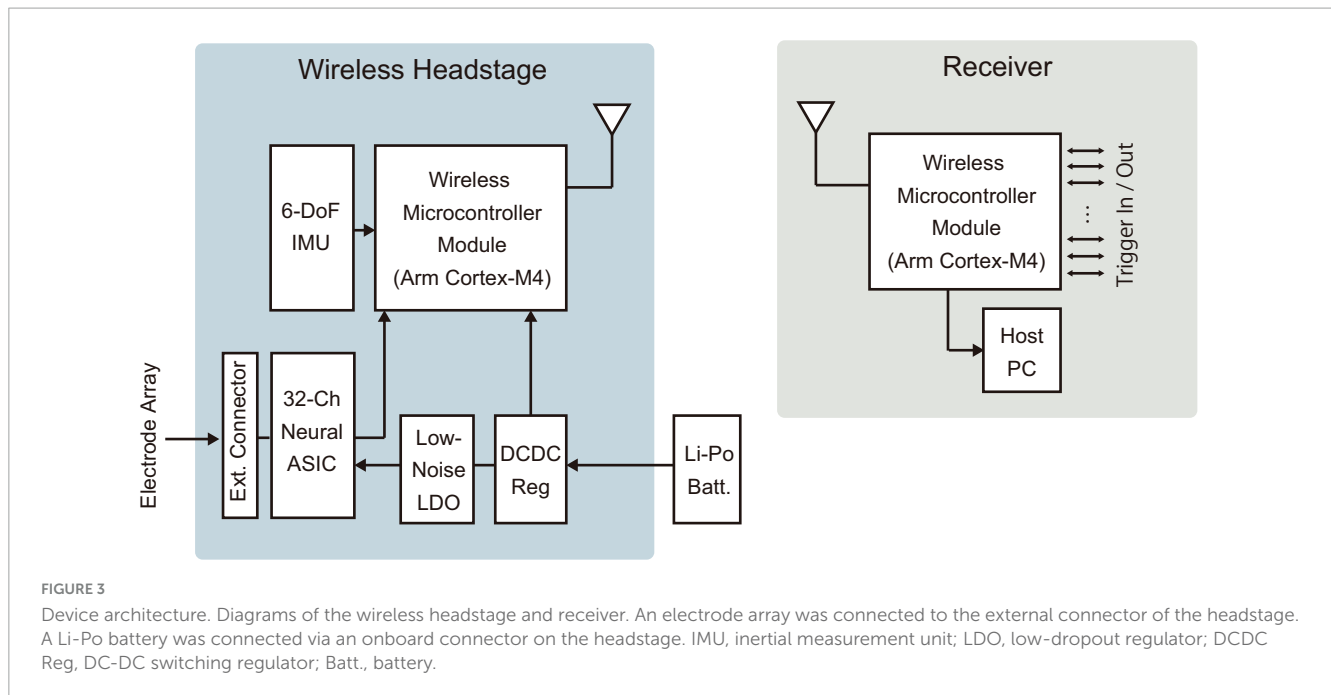 Wireless Headstage
6-DoF
IMU
Wireless
Microcontroller
Module
(Arm Cortex-M4)
Electrode Array
Ext. Connector
32-Ch
Neural
ASIC
Low-
Noise
LDO
DCDC
Reg
Li-Po
Batt.
Receiver
Wireless
Microcontroller
Module
(Arm Cortex-M4)
...
Trigger In / Out
Host
PC
FIGURE 3
Device architecture. Diagrams of the wireless headstage and receiver. An electrode array was connected to the external connector of the headstage.
A Li-Po battery was connected via an onboard connector on the headstage. IMU, inertial measurement unit; LDO, low-dropout regulator; DCDC
Reg, DC-DC switching regulator; Batt., battery.